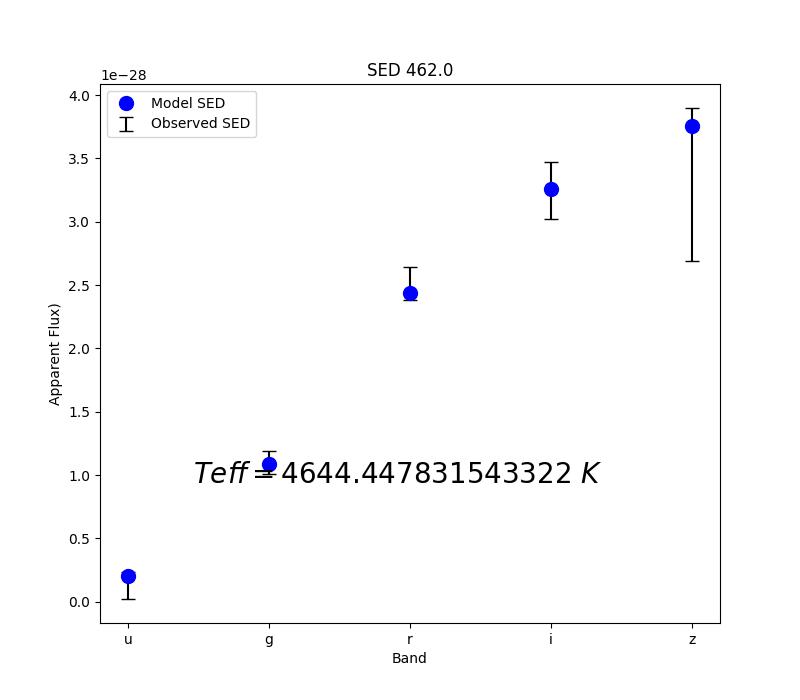 SED 462.0
1e−28
Model SED
Observed SED
4.0
3.5
3.0
2.5
2.0
1.5
1.0
0.5
0.0
Apparent Flux)
Teff = 4644.447831543322 K
u g r i z
Band